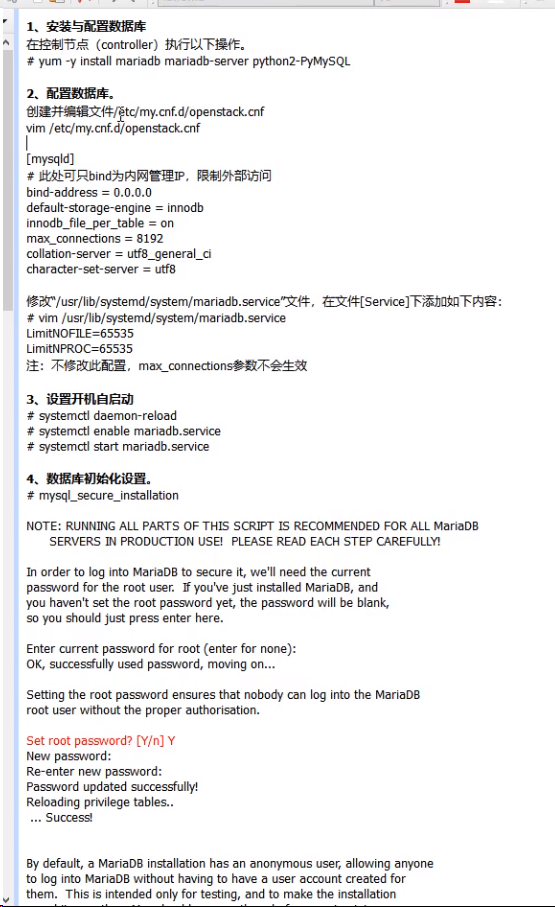 1、安装与配置数据库
在控制节点（controller）执行以下操作。
# yum -y install mariadb mariadb-server python2-PyMySQL
2、配置数据库。
创建并编辑文件/etc/my.cnf.d/openstack.cnf
vim /etc/my.cnf.d/openstack.cnf
[mysqld]
# 此处可只bind为内网管理IP，限制外部访问
bind-address = 0.0.0.0
default-storage-engine = innodb
innodb_file_per_table = on
max_connections = 8192
collation-server = utf8_general_ci
character-set-server = utf8
修改"/usr/lib/systemd/system/mariadb.service"文件，在文件[Service]下添加如下内容：
# vim /usr/lib/systemd/system/mariadb.service
LimitNOFILE=65535
LimitNPROC=65535
注：不修改此配置，max_connections参数不会生效
3、设置开机自启动
# systemctl daemon-reload
# systemctl enable mariadb.service
# systemctl start mariadb.service
4、数据库初始化设置。
# mysql_secure_installation
NOTE: RUNNING ALL PARTS OF THIS SCRIPT IS RECOMMENDED FOR ALL MariaDB
SERVERS IN PRODUCTION USE! PLEASE READ EACH STEP CAREFULLY!
In order to log into MariaDB to secure it, we'll need the current
password for the root user. If you've just installed MariaDB, and
you haven't set the root password yet, the password will be blank,
so you should just press enter here.
Enter current password for root (enter for none):
OK, successfully used password, moving on...
Setting the root password ensures that nobody can log into the MariaDB
root user without the proper authorisation.
Set root password? [Y/n] Y
New password:
Re-enter new password:
Password updated successfully!
Reloading privilege tables..
... Success!
By default, a MariaDB installation has an anonymous user, allowing anyone
to log into MariaDB without having to have a user account created for
them. This is intended only for testing, and to make the installation